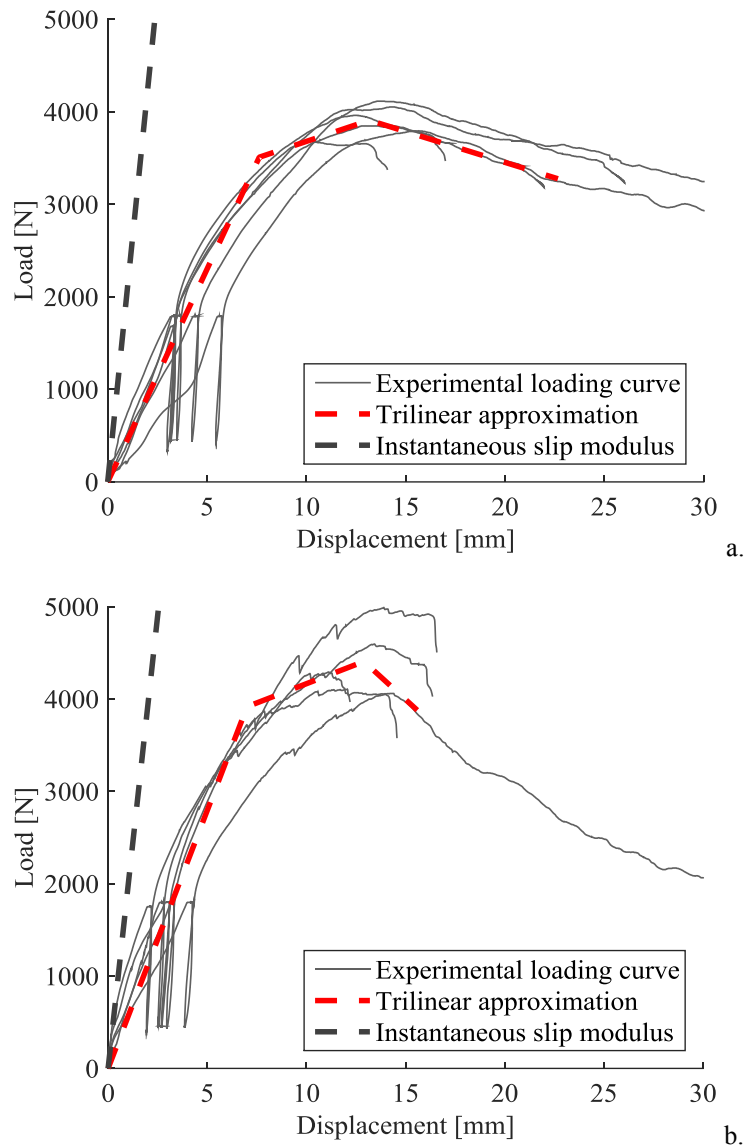 5000
4000
3000
2000
1000
0
Load [N]
Experimental loading curve
Trilinear approximation
Instantaneous slip modulus
0 5 10 15 20 25 30
Displacement [mm]
a.
5000
4000
3000
2000
1000
0
Load [N]
Experimental loading curve
Trilinear approximation
Instantaneous slip modulus
0 5 10 15 20 25 30
Displacement [mm]
b.